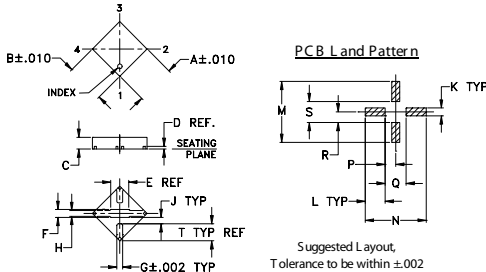 3
4
2
B±.010
A±.010
INDEX
1
D REF.
SEATING
PLANE
C
E REF
J TYP
F
H
T TYP REF
G±.002 TYP
PCB Land Pattern
K TYP
M
S
R
P
Q
L TYP
N
Suggested Layout,
Tolerance to be within ±.002